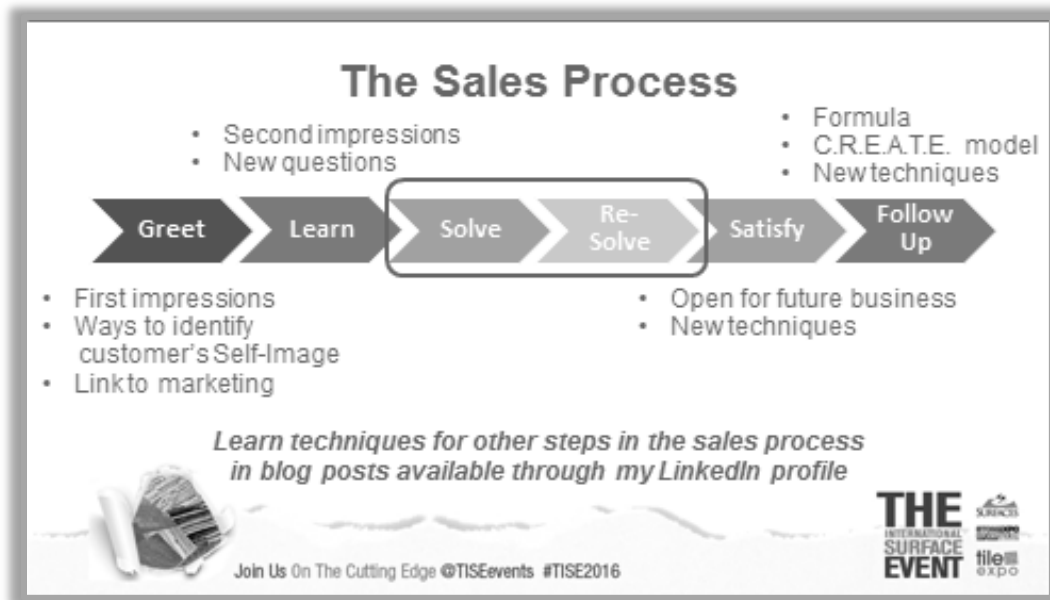 The Sales Process
• Second impressions
• New questions
• Formula
• C.R.E.A.T.E. model
• New techniques
Greet
Learn
Solve
Re-
Solve
Satisfy
Follow
Up
• First impressions
• Ways to identify
customer's Self-Image
• Link to marketing
• Open for future business
• New techniques
Learn techniques for other steps in the sales process
in blog posts available through my LinkedIn profile
Join Us On The Cutting Edge @TISEevents #TISE2016
THE
INTERNATIONAL
SURFACE
EVENT
SURFACES
tile
expo